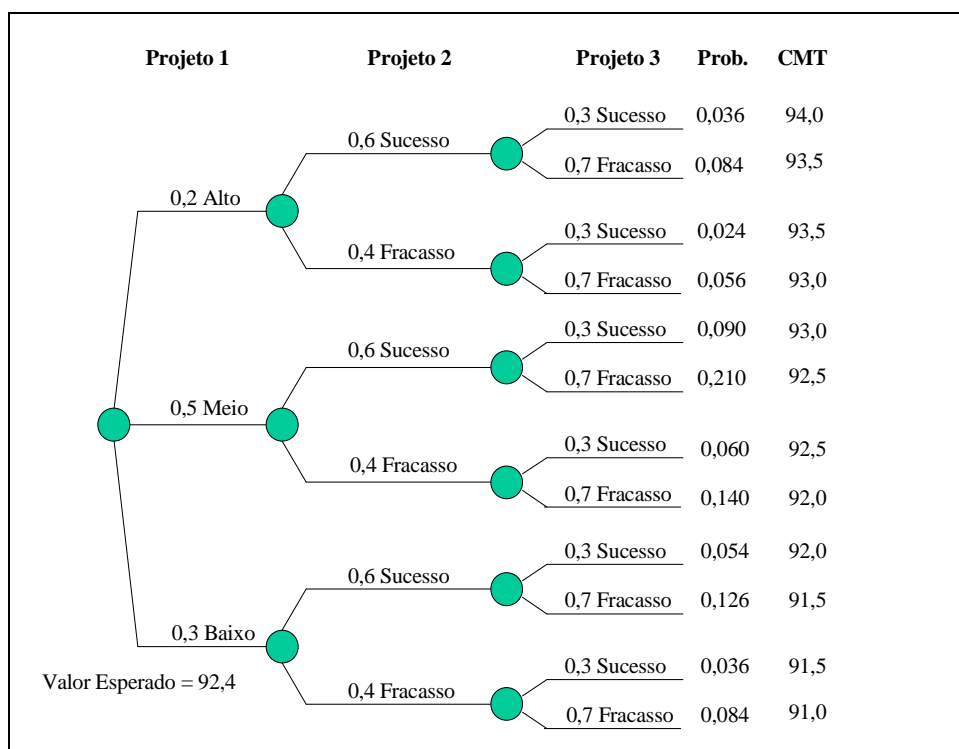 Projeto 1 Projeto 2 Projeto 3 Prob. CMT
0,3 Sucesso 0,036 94,0
0,6 Sucesso
0,7 Fracasso 0,084 93,5
0,2 Alto
0,3 Sucesso 0,024 93,5
0,4 Fracasso
0,7 Fracasso 0,056 93,0
0,3 Sucesso 0,090 93,0
0,6 Sucesso
0,7 Fracasso 0,210 92,5
0,5 Meio
0,3 Sucesso 0,060 92,5
0,4 Fracasso
0,7 Fracasso 0,140 92,0
0,3 Sucesso 0,054 92,0
0,6 Sucesso
0,7 Fracasso 0,126 91,5
0,3 Baixo
0,3 Sucesso 0,036 91,5
Valor Esperado = 92,4
0,4 Fracasso
0,7 Fracasso 0,084 91,0